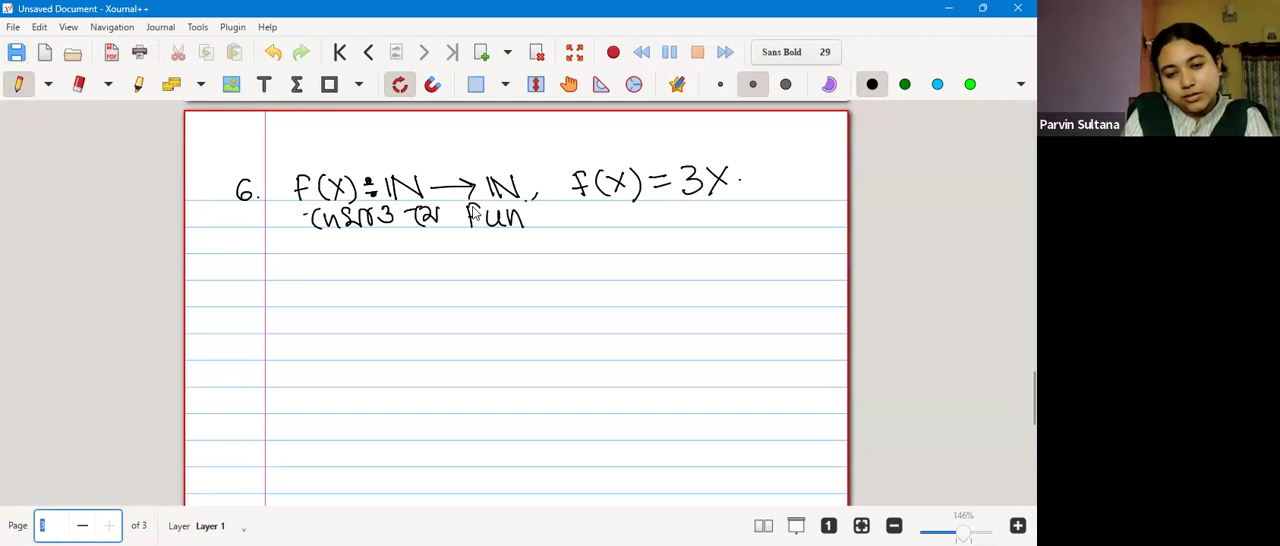 Unsaved Document - Xournal++
File Edit View Navigation Journal Tools Plugin Help
Sans Bold 29
Parvin Sultana
6. f(x) : IN → IN, f(x) = 3x.
দেখাও যে Fun
Page 3 of 3 Layer Layer 1 146%